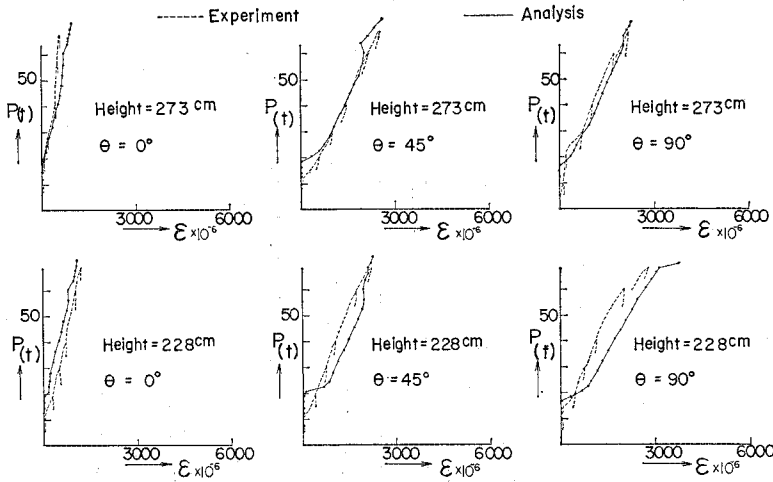 Experiment
Analysis
50
P(t)
Height = 273 cm
θ = 0°
3000
6000
ε ×10⁻⁶
50
P(t)
Height = 273 cm
θ = 45°
3000
6000
ε ×10⁻⁶
50
P(t)
Height = 273 cm
θ = 90°
3000
6000
ε ×10⁻⁶
50
P(t)
Height = 228 cm
θ = 0°
3000
6000
ε ×10⁻⁶
50
P(t)
Height = 228 cm
θ = 45°
3000
6000
ε ×10⁻⁶
50
P(t)
Height = 228 cm
θ = 90°
3000
6000
ε ×10⁻⁶